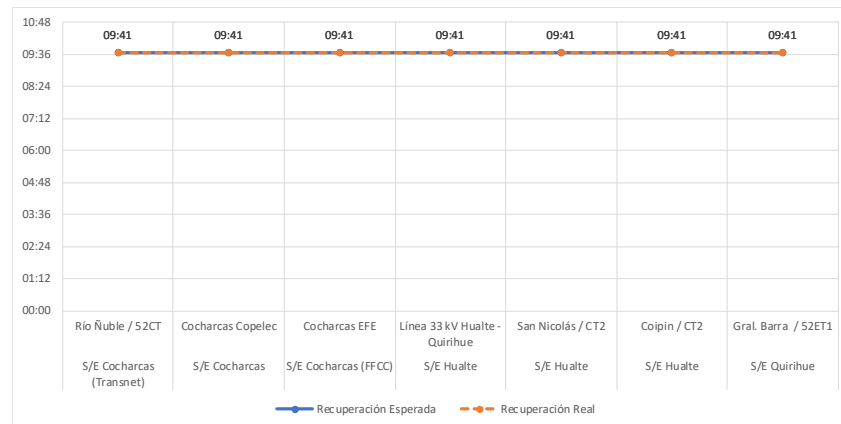 10:48
09:36
08:24
07:12
06:00
04:48
03:36
02:24
01:12
00:00
09:41 09:41 09:41 09:41 09:41 09:41 09:41
Río Ñuble / 52CT Cocharcas Copelec Cocharcas EFE Línea 33 kV Hualte - San Nicolás / CT2 Coipin / CT2 Gral. Barra / 52ET1
Quirihue
S/E Cocharcas S/E Cocharcas S/E Cocharcas (FFCC) S/E Hualte S/E Hualte S/E Hualte S/E Quirihue
(Transnet)
Recuperación Esperada Recuperación Real